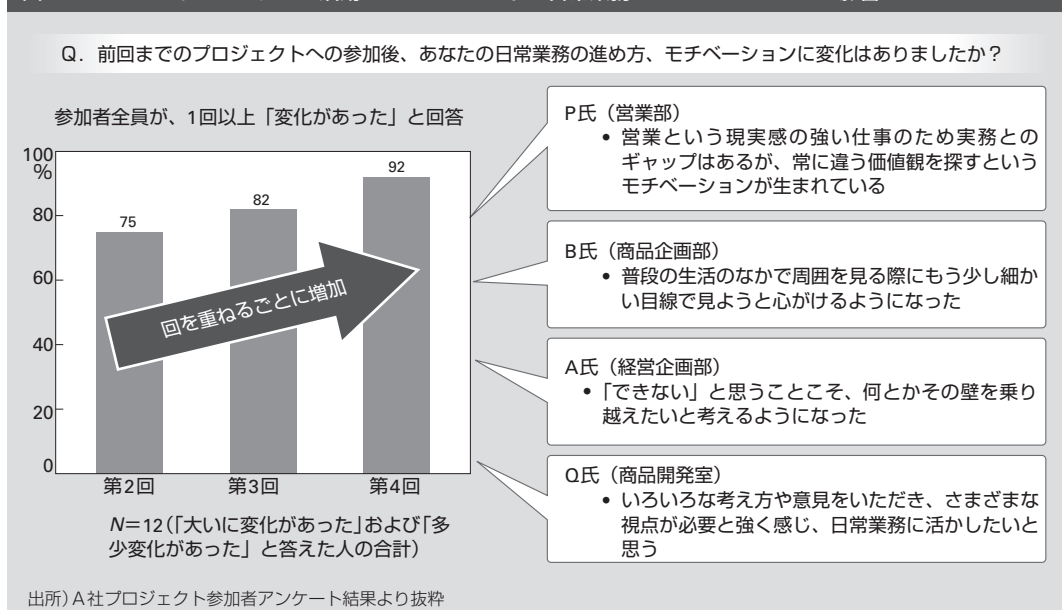 Q．前回までのプロジェクトへの参加後、あなたの日常業務の進め方、モチベーションに変化はありましたか？
参加者全員が、1回以上「変化があった」と回答
100
%
80
60
40
20
0
75
82
92
回を重ねるごとに増加
第2回
第3回
第4回
N＝12（「大いに変化があった」および「多
少変化があった」と答えた人の合計）
P氏（営業部）
• 営業という現実感の強い仕事のため実務との
ギャップはあるが、常に違う価値観を探すという
モチベーションが生まれている
B氏（商品企画部）
• 普段の生活のなかで周囲を見る際にもう少し細か
い目線で見ようと心がけるようになった
A氏（経営企画部）
• 「できない」と思うことこそ、何とかその壁を乗り
越えたいと考えるようになった
Q氏（商品開発室）
• いろいろな考え方や意見をいただき、さまざまな
視点が必要と強く感じ、日常業務に活かしたいと
思う
出所）A社プロジェクト参加者アンケート結果より抜粋